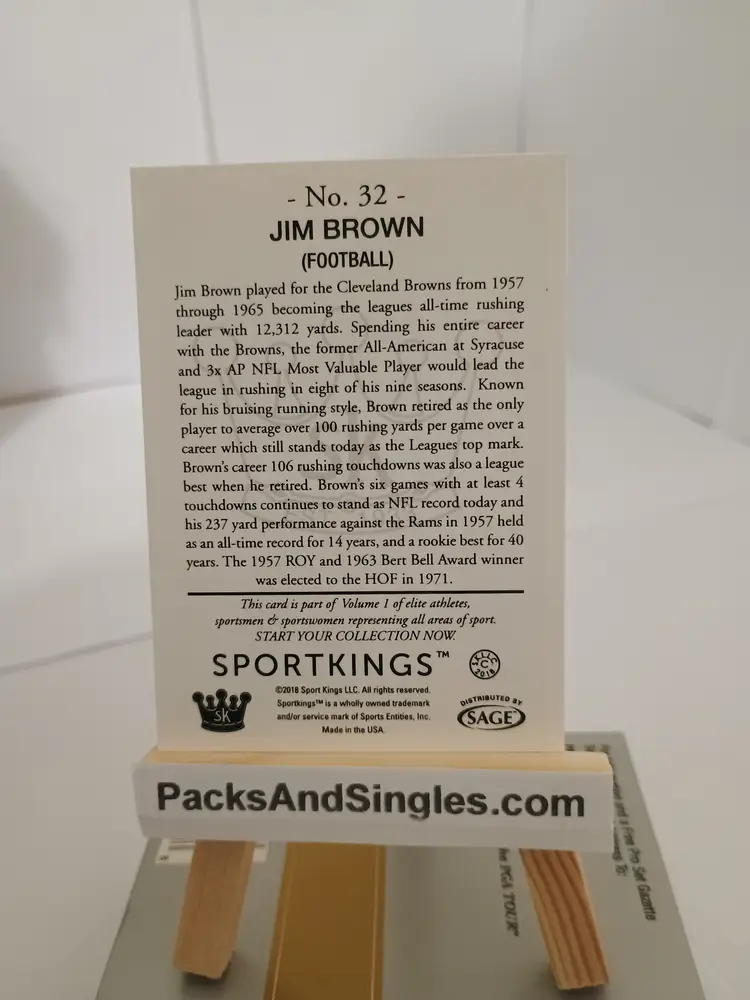 - No. 32 -
JIM BROWN
(FOOTBALL)
Jim Brown played for the Cleveland Browns from 1957
through 1965 becoming the leagues all-time rushing
leader with 12,312 yards. Spending his entire career
with the Browns, the former All-American at Syracuse
and 3x AP NFL Most Valuable Player would lead the
league in rushing in eight of his nine seasons. Known
for his bruising running style, Brown retired as the only
player to average over 100 rushing yards per game over a
career which still stands today as the Leagues top mark.
Brown's career 106 rushing touchdowns was also a league
best when he retired. Brown's six games with at least 4
touchdowns continues to stand as NFL record today and
his 237 yard performance against the Rams in 1957 held
as an all-time record for 14 years, and a rookie best for 40
years. The 1957 ROY and 1963 Bert Bell Award winner
was elected to the HOF in 1971.
This card is part of Volume 1 of elite athletes,
sportsmen & sportswomen representing all areas of sport.
START YOUR COLLECTION NOW.
SPORTKINGS™
SKLLC C 2018
SK
©2018 Sport Kings LLC. All rights reserved.
Sportkings™ is a wholly owned trademark
and/or service mark of Sports Entities, Inc.
Made in the USA.
DISTRIBUTED BY
SAGE™
PacksAndSingles.com
and a Free Pro Set Gazette
the PGA TOUR®